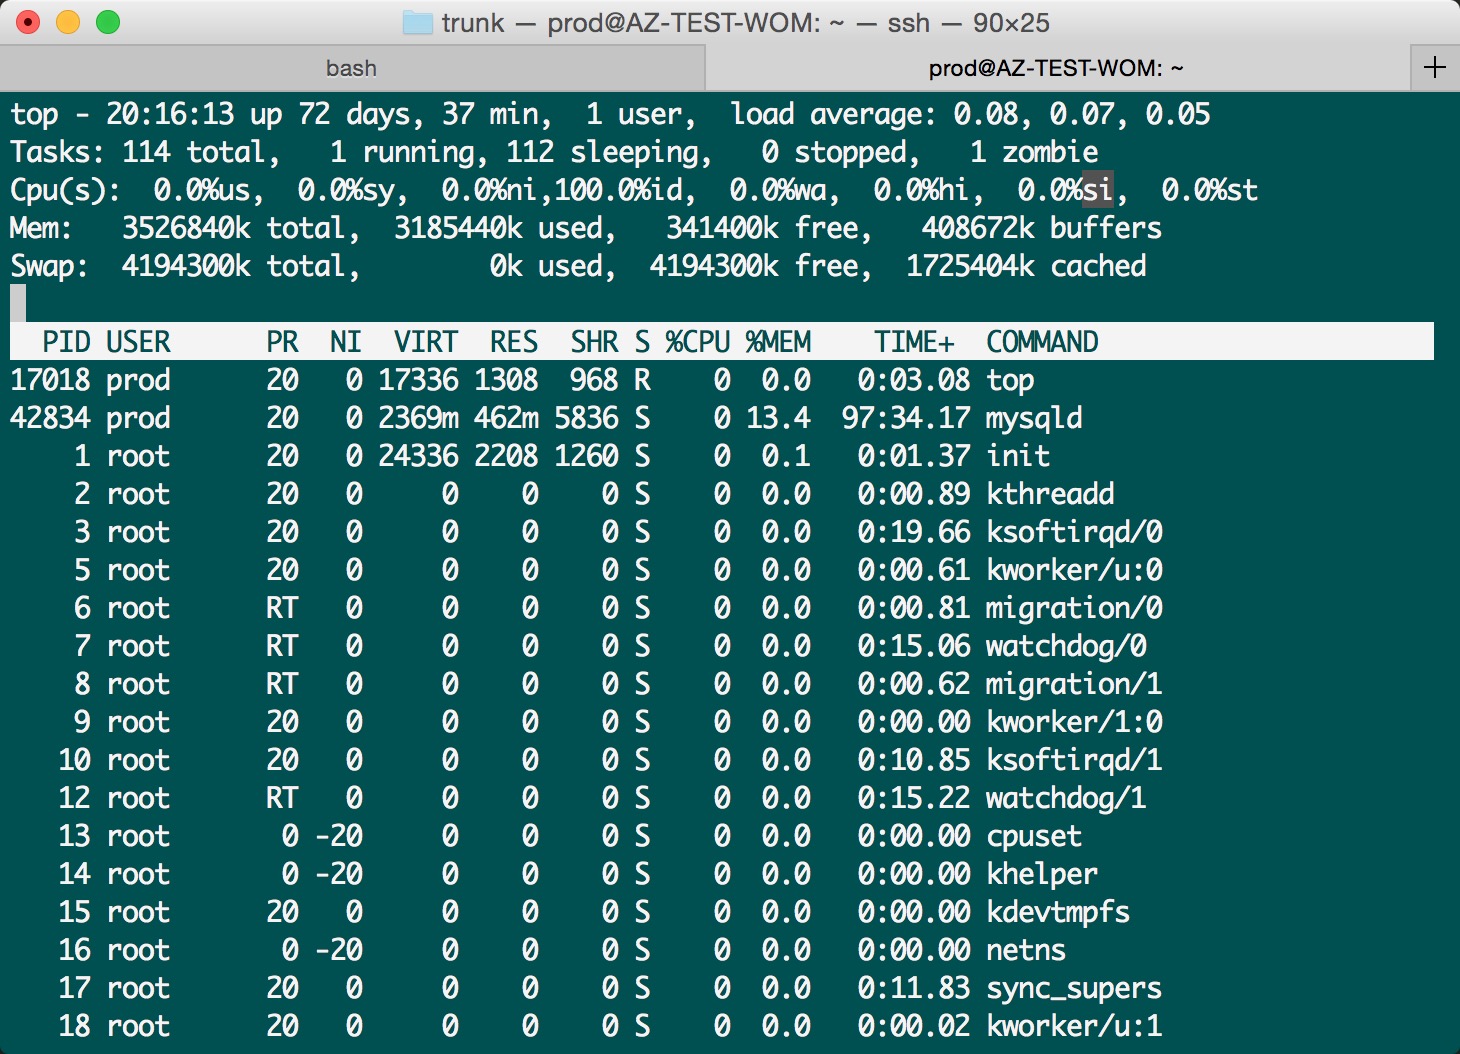 trunk — prod@AZ-TEST-WOM: ~ — ssh — 90×25
bash
prod@AZ-TEST-WOM: ~
+
top - 20:16:13 up 72 days, 37 min,  1 user,  load average: 0.08, 0.07, 0.05
Tasks: 114 total,   1 running, 112 sleeping,   0 stopped,   1 zombie
Cpu(s):  0.0%us,  0.0%sy,  0.0%ni,100.0%id,  0.0%wa,  0.0%hi,  0.0%si,  0.0%st
Mem:   3526840k total,  3185440k used,   341400k free,   408672k buffers
Swap:  4194300k total,        0k used,  4194300k free,  1725404k cached
  PID USER      PR  NI  VIRT  RES  SHR S %CPU %MEM    TIME+  COMMAND
17018 prod      20   0 17336 1308  968 R    0  0.0   0:03.08 top
42834 prod      20   0 2369m 462m 5836 S    0 13.4  97:34.17 mysqld
    1 root      20   0 24336 2208 1260 S    0  0.1   0:01.37 init
    2 root      20   0     0    0    0 S    0  0.0   0:00.89 kthreadd
    3 root      20   0     0    0    0 S    0  0.0   0:19.66 ksoftirqd/0
    5 root      20   0     0    0    0 S    0  0.0   0:00.61 kworker/u:0
    6 root      RT   0     0    0    0 S    0  0.0   0:00.81 migration/0
    7 root      RT   0     0    0    0 S    0  0.0   0:15.06 watchdog/0
    8 root      RT   0     0    0    0 S    0  0.0   0:00.62 migration/1
    9 root      20   0     0    0    0 S    0  0.0   0:00.00 kworker/1:0
   10 root      20   0     0    0    0 S    0  0.0   0:10.85 ksoftirqd/1
   12 root      RT   0     0    0    0 S    0  0.0   0:15.22 watchdog/1
   13 root       0 -20     0    0    0 S    0  0.0   0:00.00 cpuset
   14 root       0 -20     0    0    0 S    0  0.0   0:00.00 khelper
   15 root      20   0     0    0    0 S    0  0.0   0:00.00 kdevtmpfs
   16 root       0 -20     0    0    0 S    0  0.0   0:00.00 netns
   17 root      20   0     0    0    0 S    0  0.0   0:11.83 sync_supers
   18 root      20   0     0    0    0 S    0  0.0   0:00.02 kworker/u:1